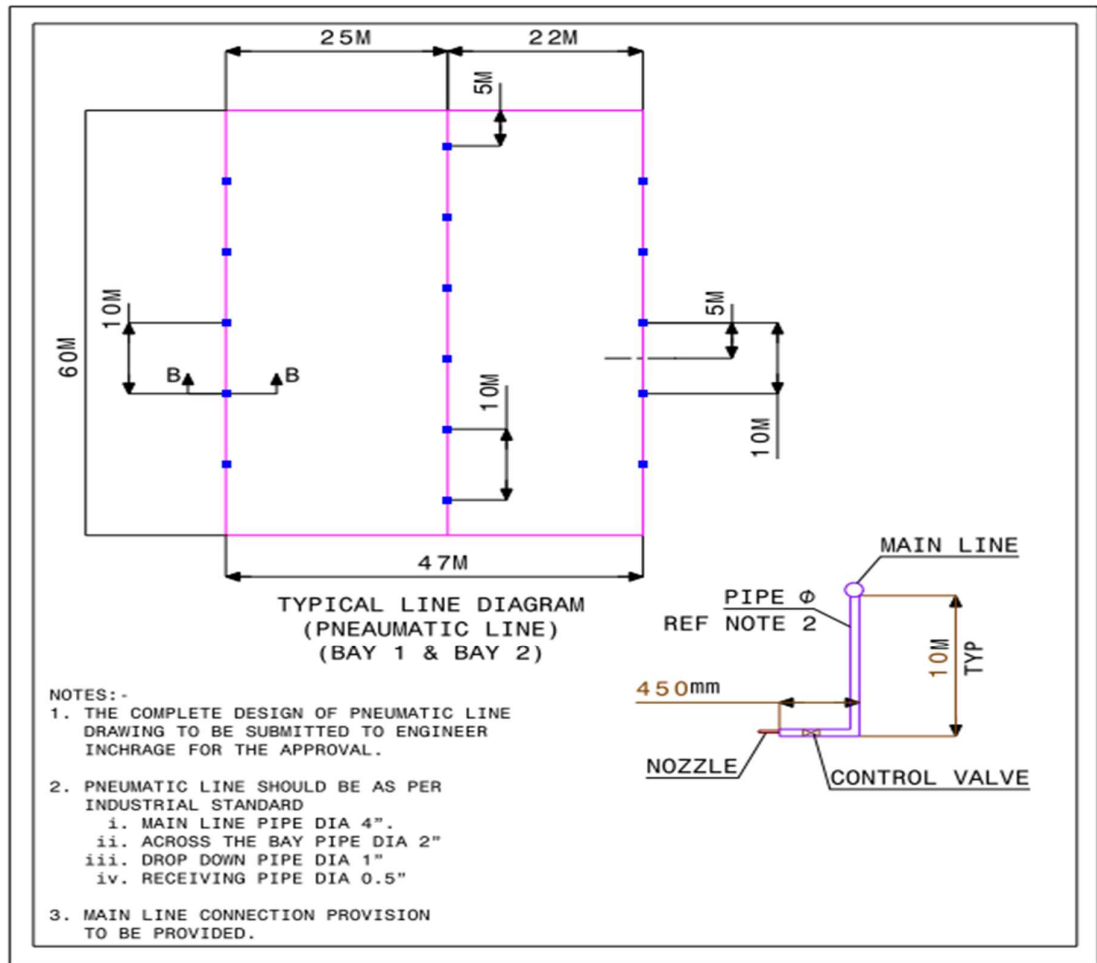 25M
22M
5M
10M
60M
B
B
10M
5M
10M
47M
TYPICAL LINE DIAGRAM
(PNEAUMATIC LINE)
(BAY 1 & BAY 2)
MAIN LINE
PIPE Φ
REF NOTE 2
10M
TYP
450mm
NOZZLE
CONTROL VALVE
NOTES:-
1. THE COMPLETE DESIGN OF PNEUMATIC LINE
DRAWING TO BE SUBMITTED TO ENGINEER
INCHRAGE FOR THE APPROVAL.
2. PNEUMATIC LINE SHOULD BE AS PER
INDUSTRIAL STANDARD
i. MAIN LINE PIPE DIA 4".
ii. ACROSS THE BAY PIPE DIA 2"
iii. DROP DOWN PIPE DIA 1"
iv. RECEIVING PIPE DIA 0.5"
3. MAIN LINE CONNECTION PROVISION
TO BE PROVIDED.